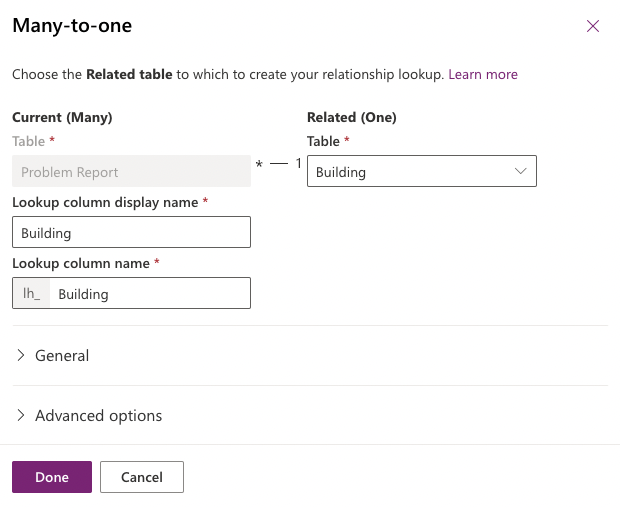 Many-to-one
Choose the Related table to which to create your relationship lookup. Learn more
Current (Many)
Related (One)
Table *
Table *
Problem Report
* — 1
Building
Lookup column display name *
Building
Lookup column name *
lh_ Building
General
Advanced options
Done
Cancel